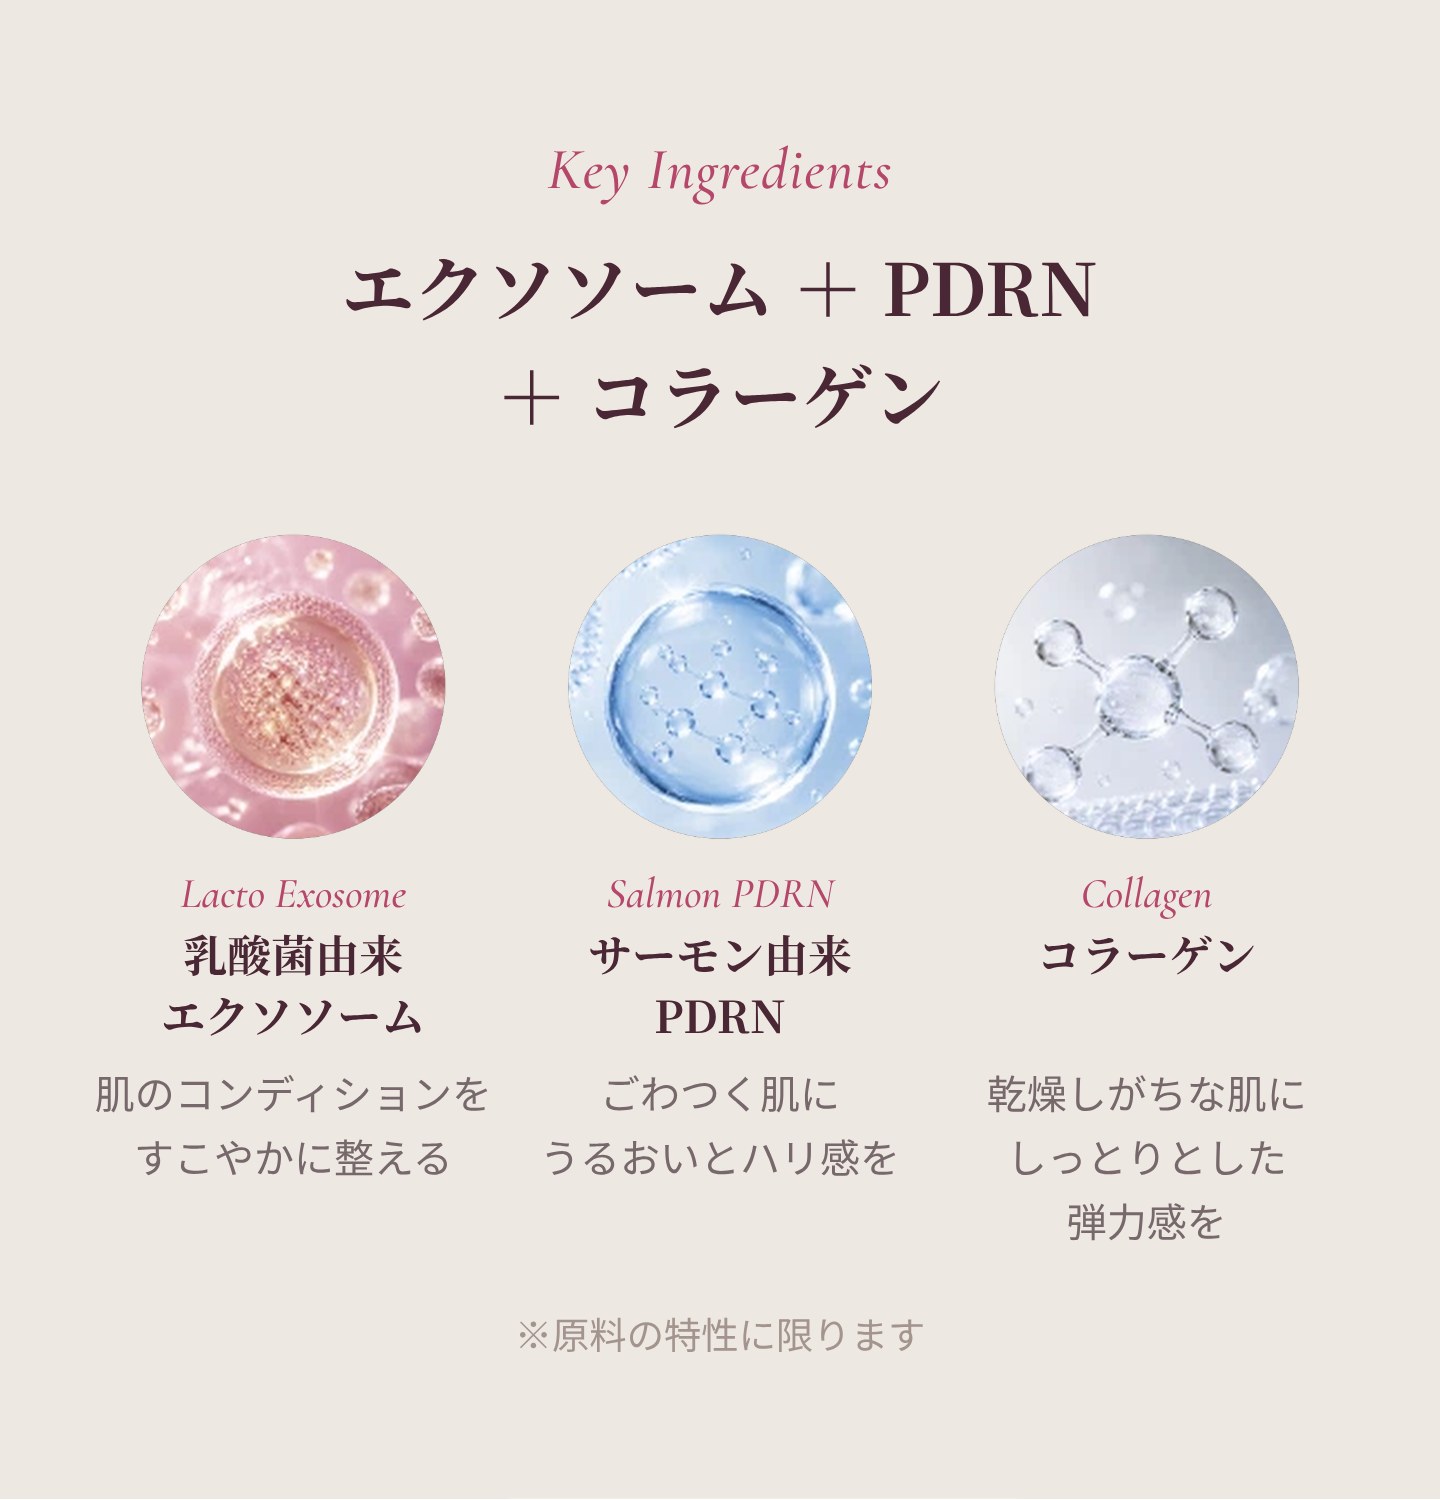 Key Ingredients
エクソソーム ＋ PDRN
＋ コラーゲン
Lacto Exosome
乳酸菌由来
エクソソーム
肌のコンディションを
すこやかに整える
Salmon PDRN
サーモン由来
PDRN
ごわつく肌に
うるおいとハリ感を
Collagen
コラーゲン
乾燥しがちな肌に
しっとりとした
弾力感を
※原料の特性に限ります